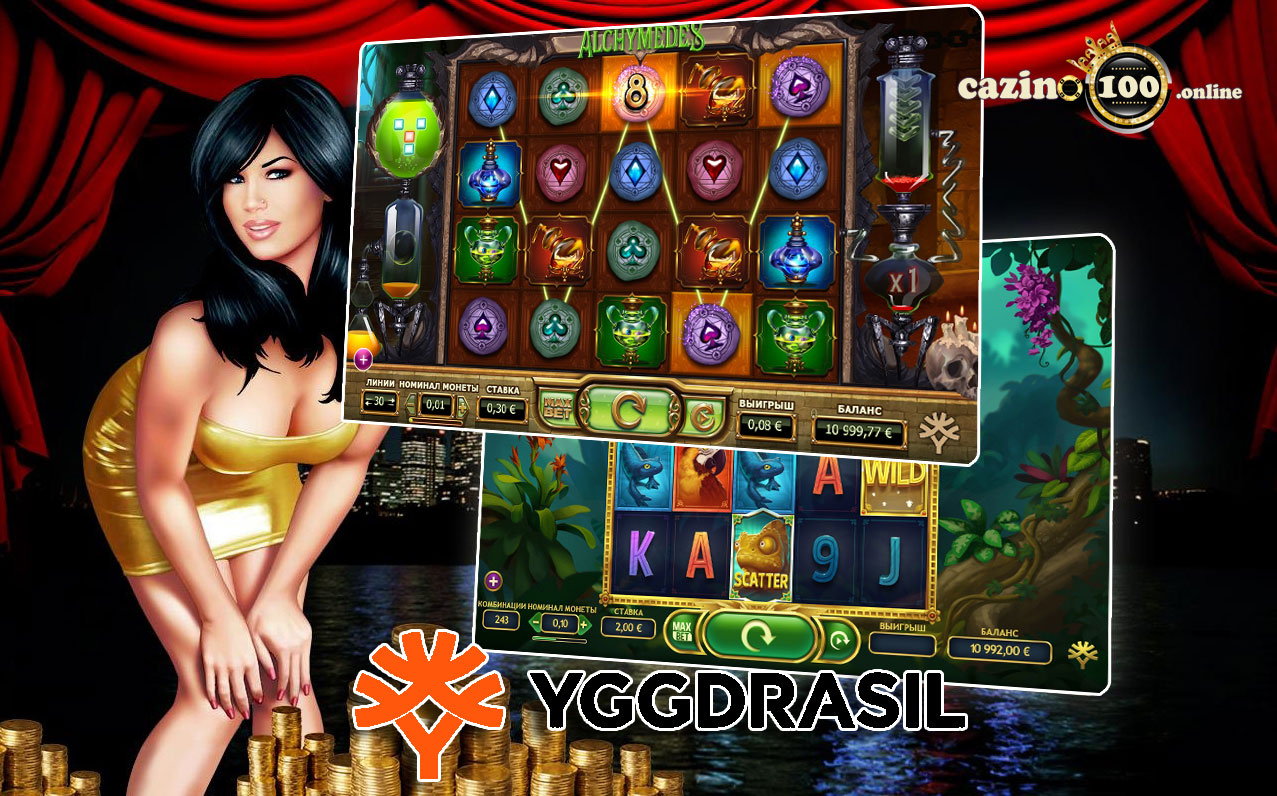 ALCHYMEDES
cazino 100 .online
8
x1
ЛИНИИ НОМИНАЛ МОНЕТЫ СТАВКА
30 0,01 0,30 €
MAX BET
ВЫИГРЫШ БАЛАНС
0,08 € 10 999,77 €
A WILD
K A SCATTER 9 J
КОМБИНАЦИИ НОМИНАЛ МОНЕТЫ СТАВКА
243 0,10 2,00 €
MAX BET
ВЫИГРЫШ БАЛАНС
10 992,00 €
YGGDRASIL